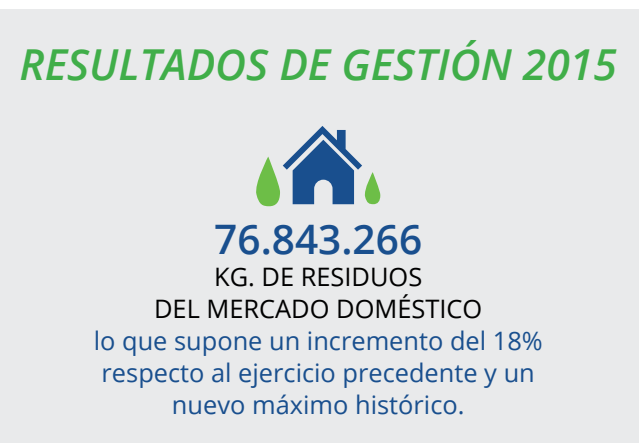 RESULTADOS DE GESTIÓN 2015
76.843.266
KG. DE RESIDUOS
DEL MERCADO DOMÉSTICO
lo que supone un incremento del 18%
respecto al ejercicio precedente y un
nuevo máximo histórico.